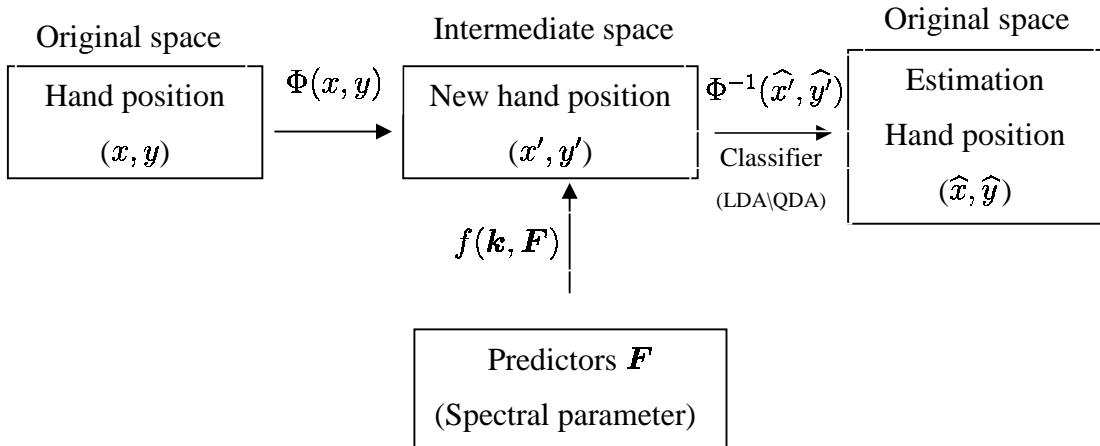 Original space
Hand position
(x, y)
Φ(x, y)
Intermediate space
New hand position
(x′, y′)
Φ⁻¹(x̂′, ŷ′)
Classifier
(LDA\QDA)
Original space
Estimation
Hand position
(x̂, ŷ)
f(k, F)
Predictors F
(Spectral parameter)